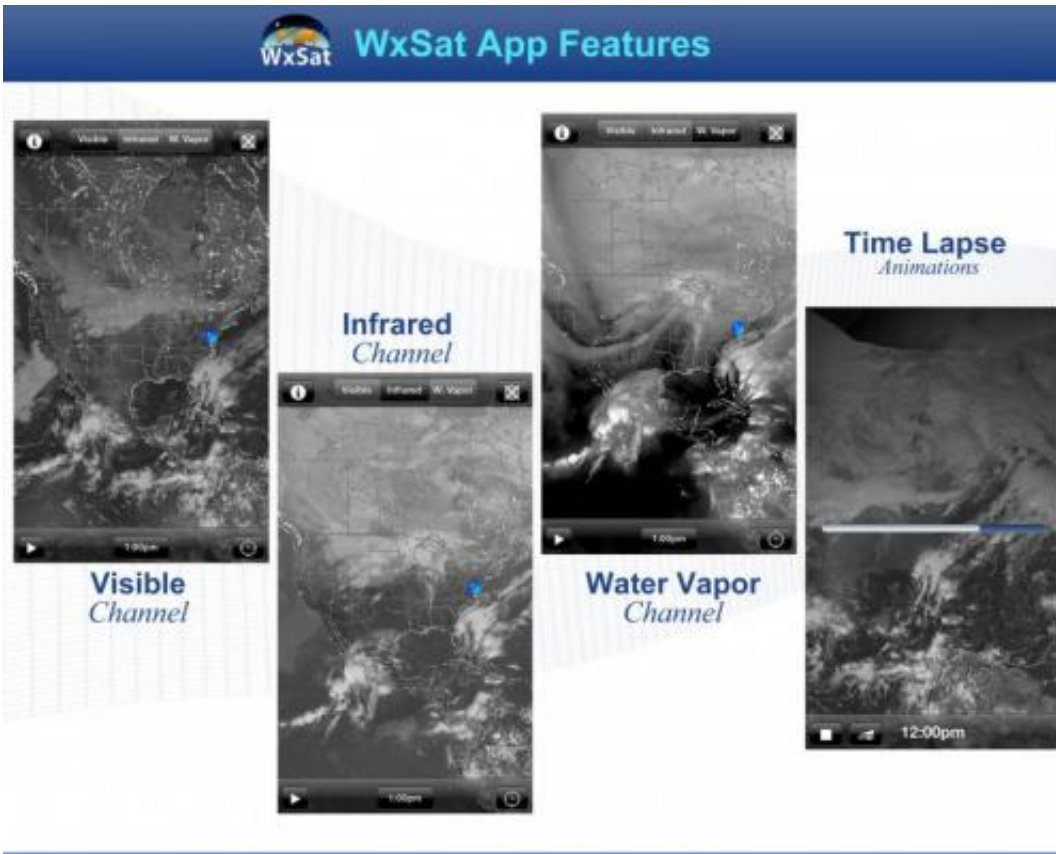 WxSat
WxSat App Features
Visible Infrared W. Vapor
1:00pm
Visible
Channel
Infrared
Channel
Visible Infrared W. Vapor
1:00pm
Visible Infrared W. Vapor
1:00pm
Water Vapor
Channel
Time Lapse
Animations
12:00pm